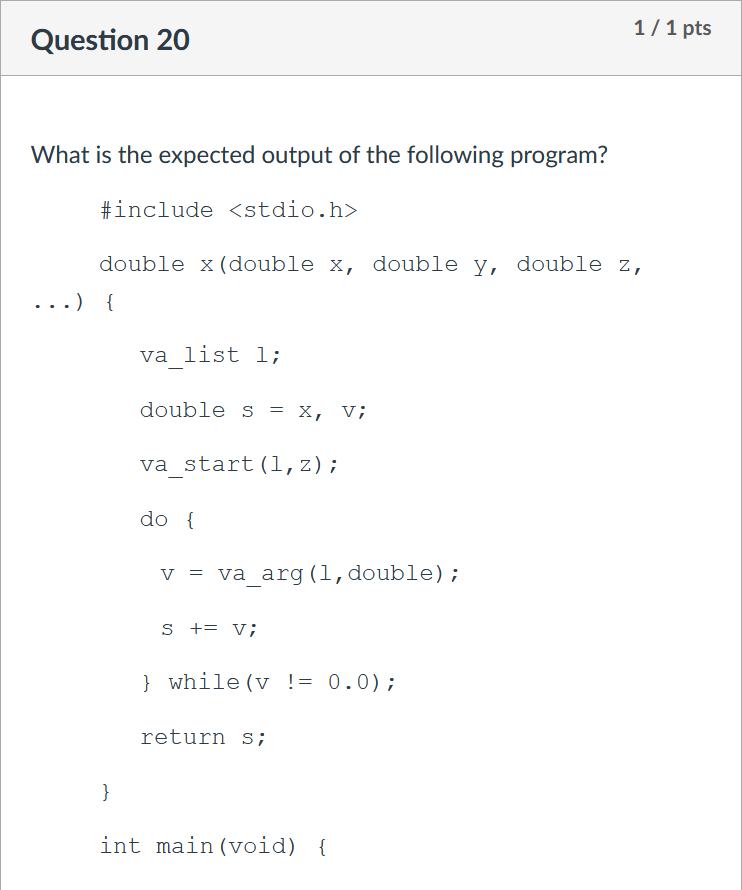 Question 20
1 / 1 pts
What is the expected output of the following program?
#include <stdio.h>
double x(double x, double y, double z,
...) {
va_list l;
double s = x, v;
va_start(l,z);
do {
v = va_arg(l,double);
s += v;
} while(v != 0.0);
return s;
}
int main(void) {